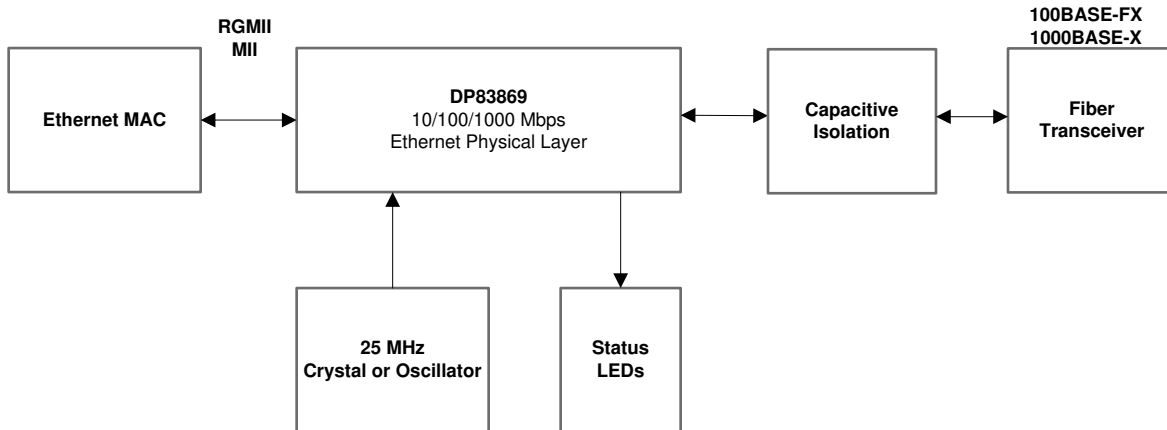 RGMII
MII
100BASE-FX
1000BASE-X
Ethernet MAC
DP83869
10/100/1000 Mbps
Ethernet Physical Layer
Capacitive
Isolation
Fiber
Transceiver
25 MHz
Crystal or Oscillator
Status
LEDs